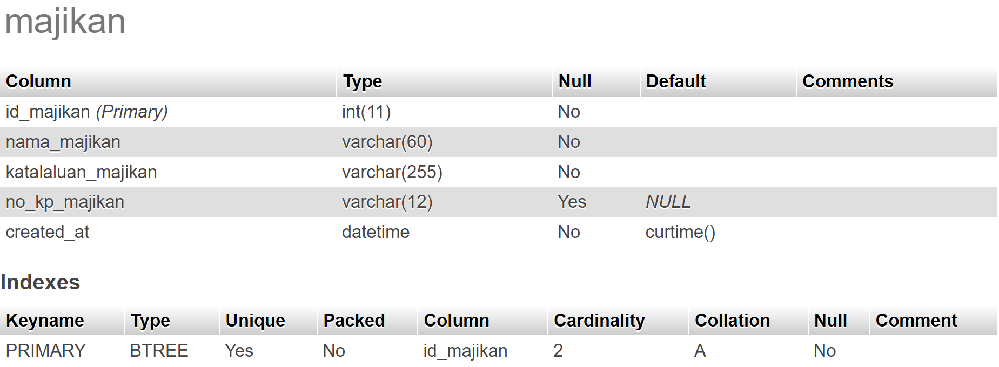 majikan
Column Type Null Default Comments
id_majikan (Primary) int(11) No
nama_majikan varchar(60) No
katalaluan_majikan varchar(255) No
no_kp_majikan varchar(12) Yes NULL
created_at datetime No curtime()
Indexes
Keyname Type Unique Packed Column Cardinality Collation Null Comment
PRIMARY BTREE Yes No id_majikan 2 A No